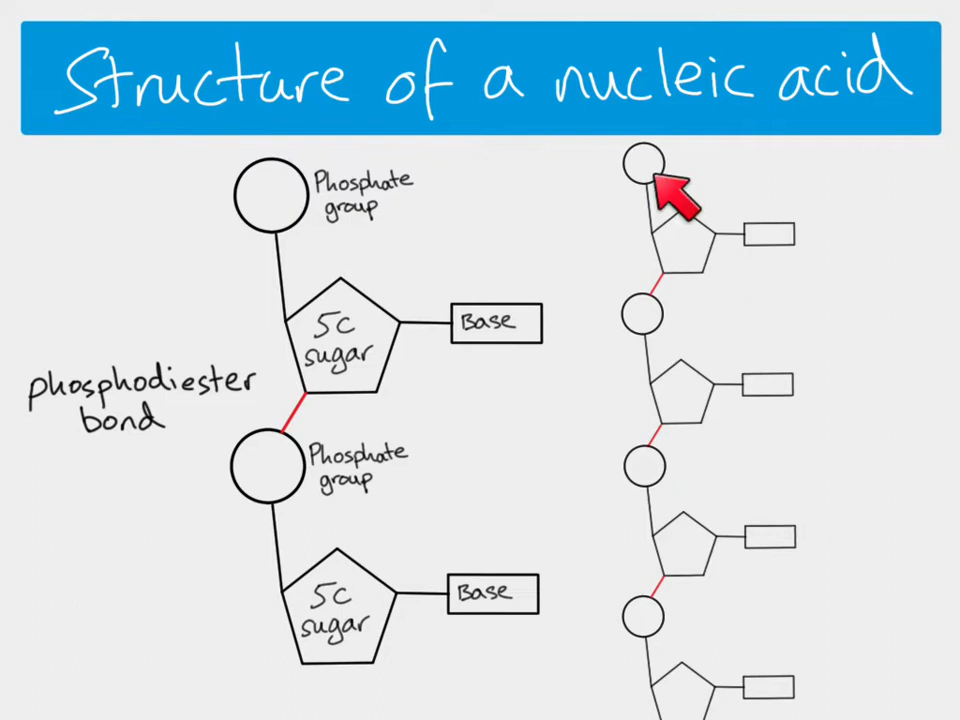 Structure of a nucleic acid
Phosphate
group
5c
sugar
Base
phosphodiester
bond
Phosphate
group
5c
sugar
Base